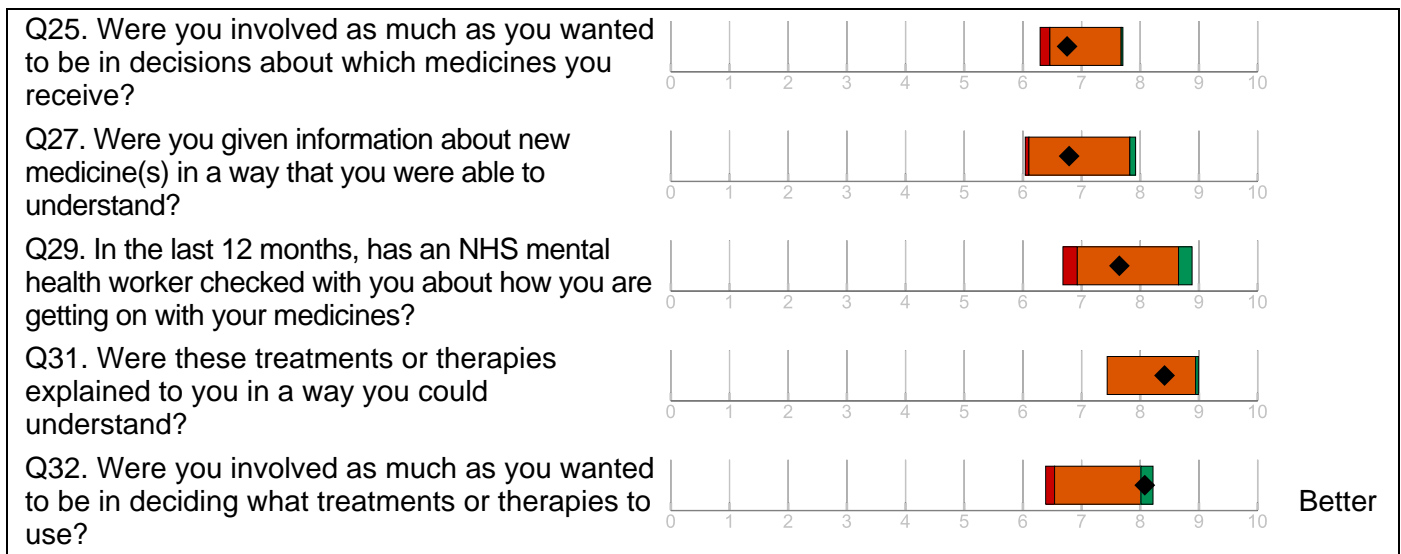 Q25. Were you involved as much as you wanted
to be in decisions about which medicines you
receive?
0 1 2 3 4 5 6 7 8 9 10
Q27. Were you given information about new
medicine(s) in a way that you were able to
understand?
0 1 2 3 4 5 6 7 8 9 10
Q29. In the last 12 months, has an NHS mental
health worker checked with you about how you are
getting on with your medicines?
0 1 2 3 4 5 6 7 8 9 10
Q31. Were these treatments or therapies
explained to you in a way you could
understand?
0 1 2 3 4 5 6 7 8 9 10
Q32. Were you involved as much as you wanted
to be in deciding what treatments or therapies to
use?
0 1 2 3 4 5 6 7 8 9 10
Better